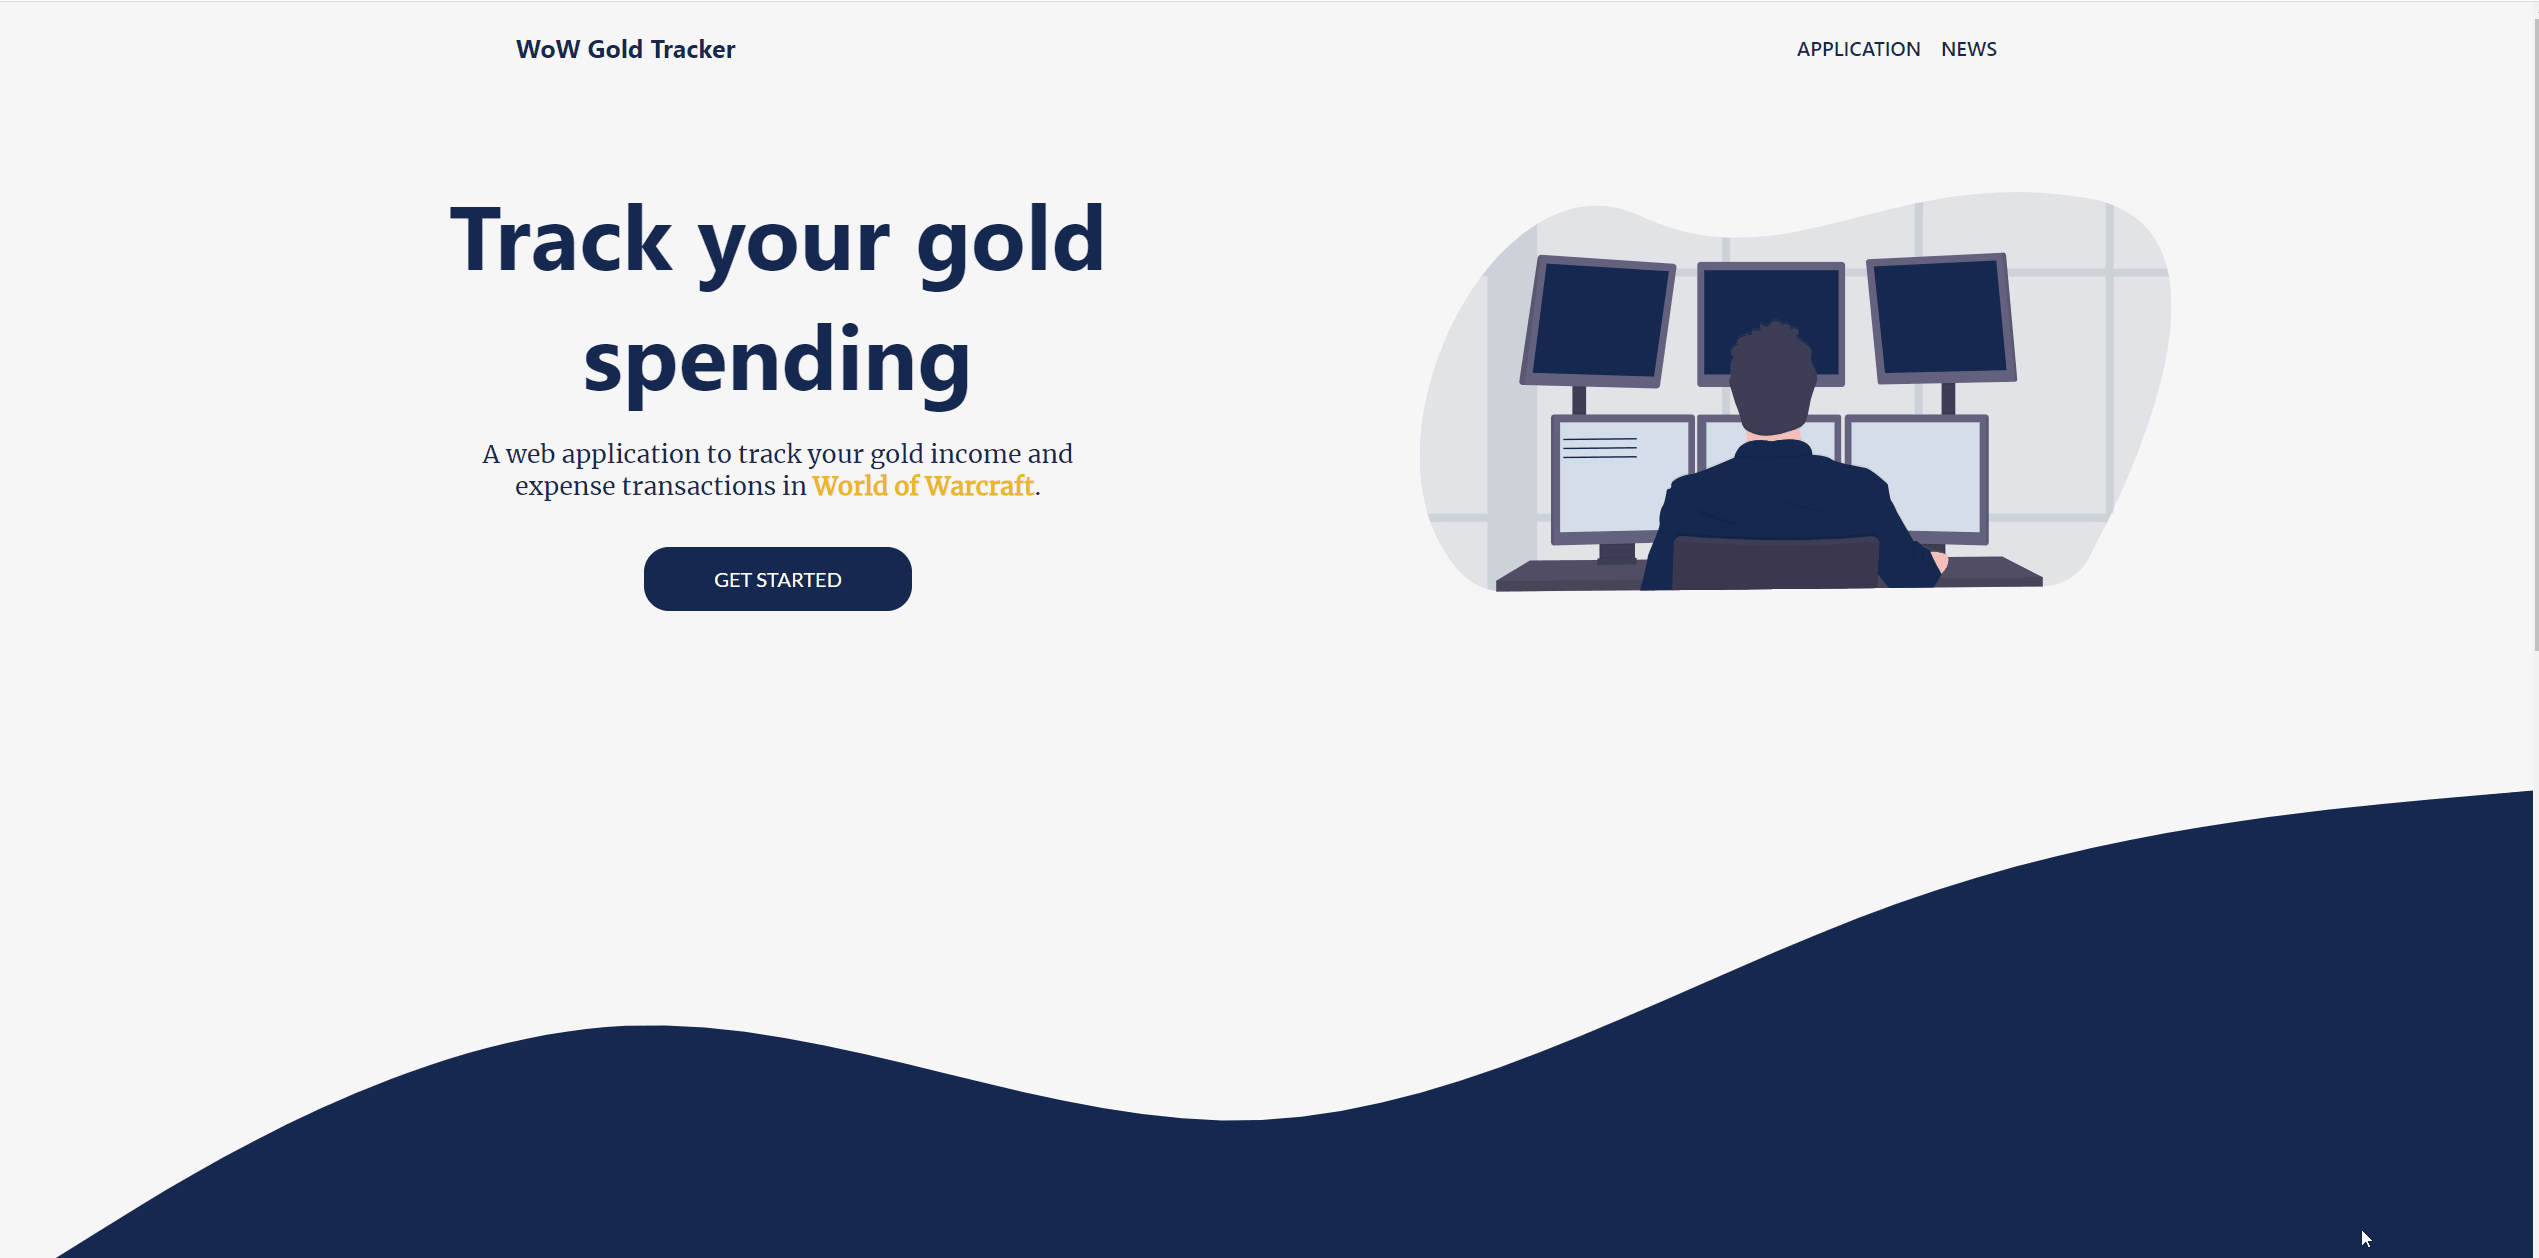 WoW Gold Tracker
APPLICATION NEWS
Track your gold
spending
A web application to track your gold income and
expense transactions in World of Warcraft.
GET STARTED